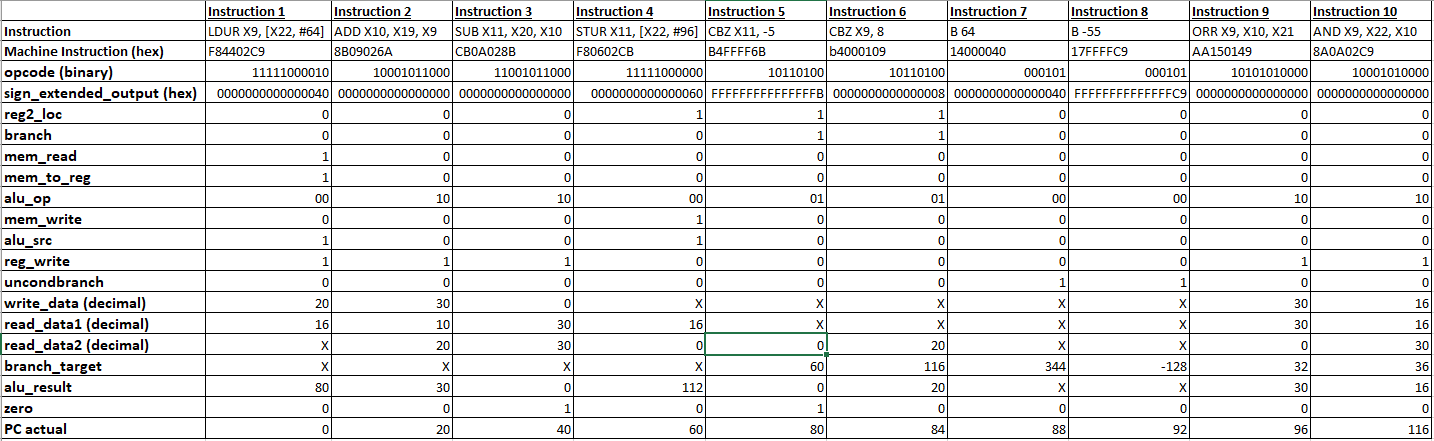 Instruction 1 Instruction 2 Instruction 3 Instruction 4 Instruction 5 Instruction 6 Instruction 7 Instruction 8 Instruction 9 Instruction 10
Instruction LDUR X9, [X22, #64] ADD X10, X19, X9 SUB X11, X20, X10 STUR X11, [X22, #96] CBZ X11, -5 CBZ X9, 8 B 64 B -55 ORR X9, X10, X21 AND X9, X22, X10
Machine Instruction (hex) F84402C9 8B09026A CB0A028B F80602CB B4FFFF6B b4000109 14000040 17FFFFC9 AA150149 8A0A02C9
opcode (binary) 11111000010 10001011000 11001011000 11111000000 10110100 10110100 000101 000101 10101010000 10001010000
sign_extended_output (hex) 0000000000000040 0000000000000000 0000000000000000 0000000000000060 FFFFFFFFFFFFFFFB 0000000000000008 0000000000000040 FFFFFFFFFFFFFFC9 0000000000000000 0000000000000000
reg2_loc 0 0 0 1 1 1 0 0 0 0
branch 0 0 0 0 1 1 0 0 0 0
mem_read 1 0 0 0 0 0 0 0 0 0
mem_to_reg 1 0 0 0 0 0 0 0 0 0
alu_op 00 10 10 00 01 01 00 00 10 10
mem_write 0 0 0 1 0 0 0 0 0 0
alu_src 1 0 0 1 0 0 0 0 0 0
reg_write 1 1 1 0 0 0 0 0 1 1
uncondbranch 0 0 0 0 0 0 1 1 0 0
write_data (decimal) 20 30 0 X X X X X 30 16
read_data1 (decimal) 16 10 30 16 X X X X 30 16
read_data2 (decimal) X 20 30 0 0 20 X X 0 30
branch_target X X X X 60 116 344 -128 32 36
alu_result 80 30 0 112 0 20 X X 30 16
zero 0 0 1 0 1 0 0 0 0 0
PC actual 0 20 40 60 80 84 88 92 96 116